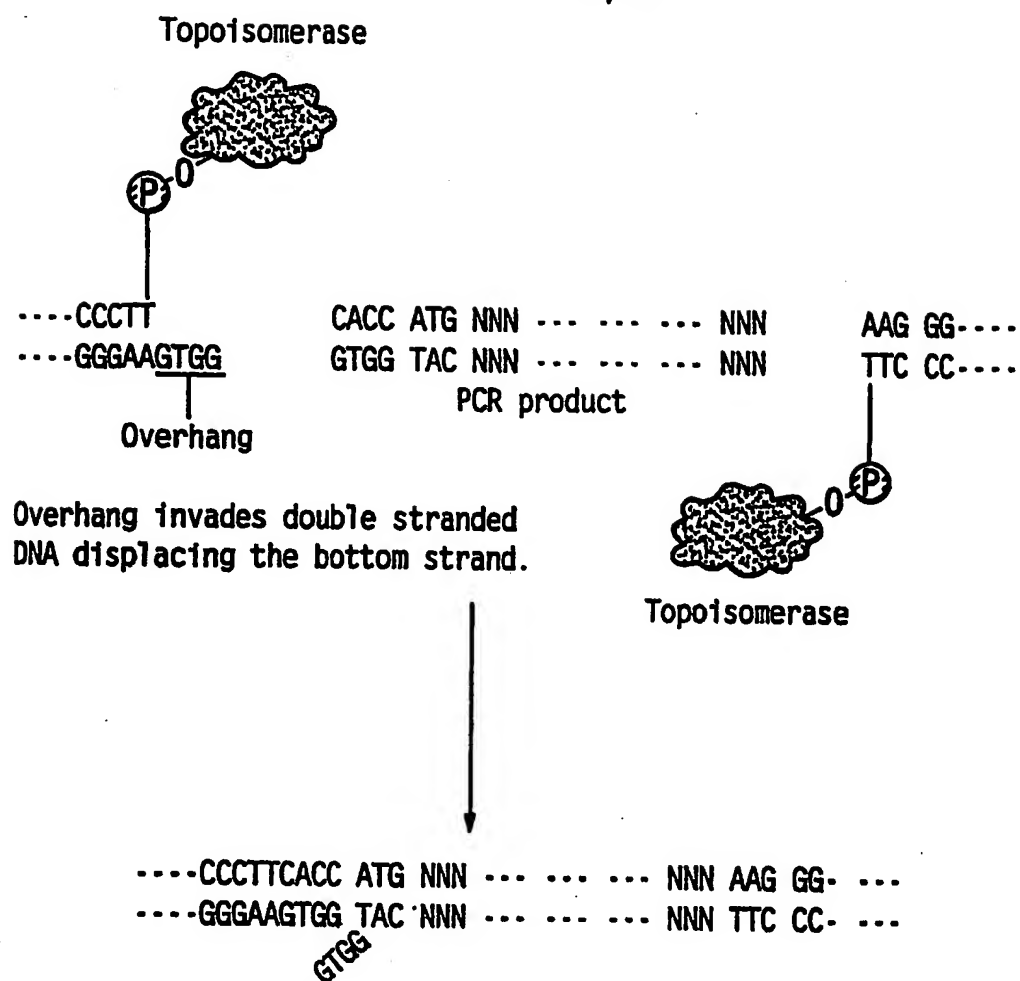 Topoisomerase
P O
----CCCTT CACC ATG NNN --- --- --- NNN AAG GG----
----GGGAAGTGG GTGG TAC NNN --- --- --- NNN TTC CC----
PCR product
Overhang
P
O
Overhang invades double stranded
DNA displacing the bottom strand.
Topoisomerase
----CCCTTCACC ATG NNN --- --- --- NNN AAG GG- ---
----GGGAAGTGG TAC NNN --- --- --- NNN TTC CC- ---
GTGG